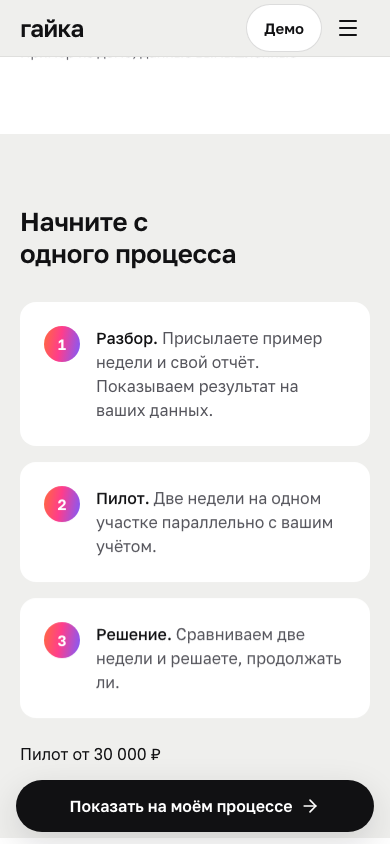 гайка
Демо
Начните с
одного процесса
1
Разбор. Присылаете пример
недели и свой отчёт.
Показываем результат на
ваших данных.
2
Пилот. Две недели на одном
участке параллельно с вашим
учётом.
3
Решение. Сравниваем две
недели и решаете, продолжать
ли.
Пилот от 30 000 ₽
Показать на моём процессе →